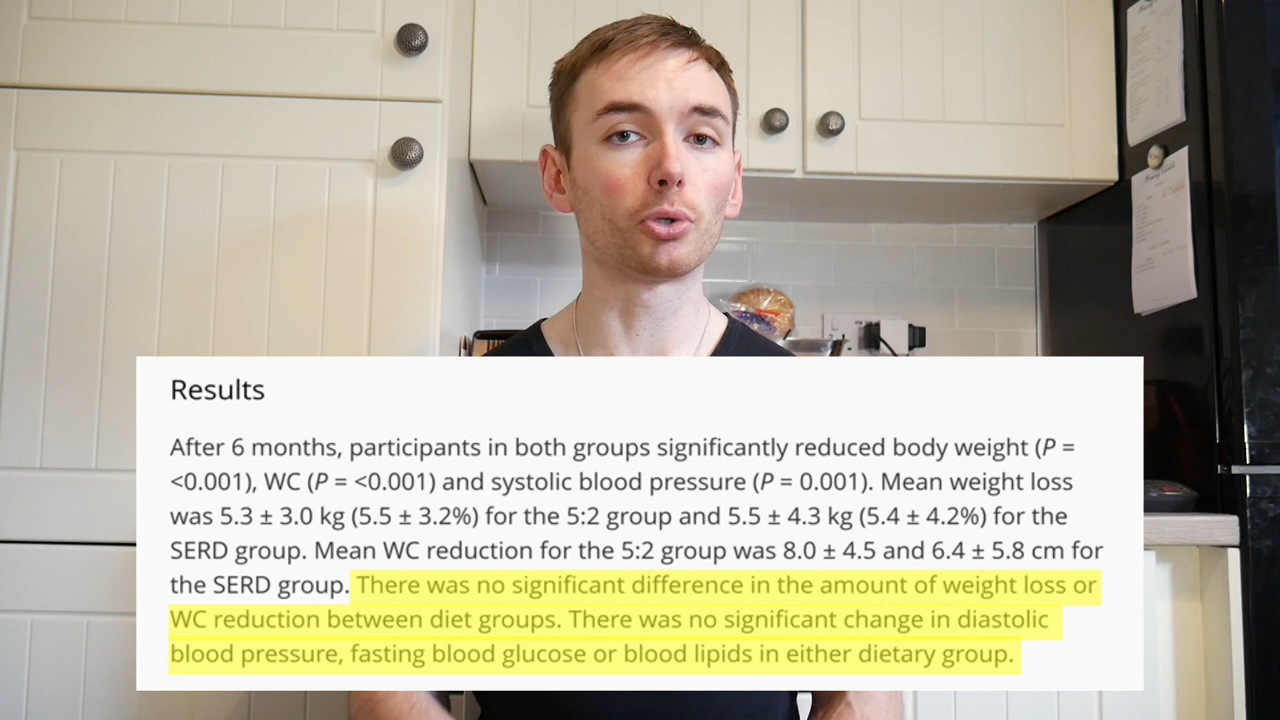 Results
After 6 months, participants in both groups significantly reduced body weight (P =
<0.001), WC (P = <0.001) and systolic blood pressure (P = 0.001). Mean weight loss
was 5.3 ± 3.0 kg (5.5 ± 3.2%) for the 5:2 group and 5.5 ± 4.3 kg (5.4 ± 4.2%) for the
SERD group. Mean WC reduction for the 5:2 group was 8.0 ± 4.5 and 6.4 ± 5.8 cm for
the SERD group. There was no significant difference in the amount of weight loss or
WC reduction between diet groups. There was no significant change in diastolic
blood pressure, fasting blood glucose or blood lipids in either dietary group.